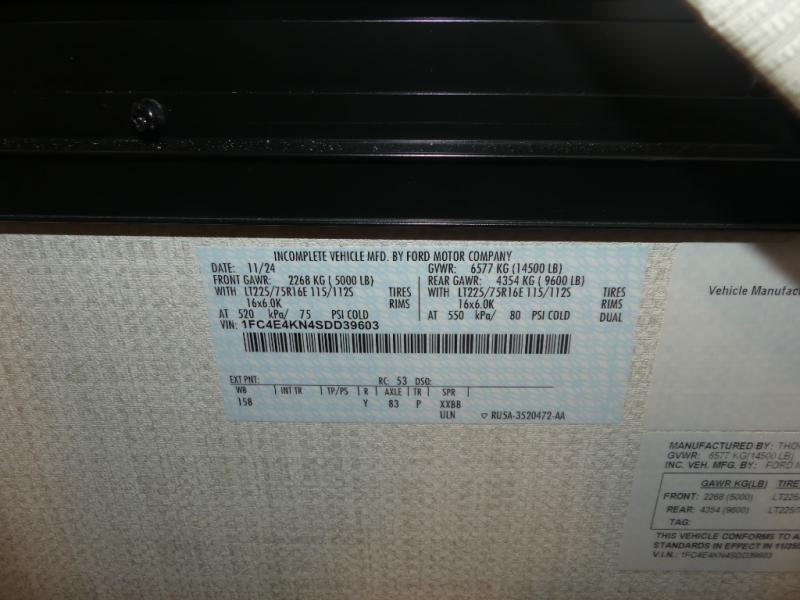 INCOMPLETE VEHICLE MFD. BY FORD MOTOR COMPANY
DATE: 11/24 GVWR: 6577 KG (14500 LB)
FRONT GAWR: 2268 KG ( 5000 LB) REAR GAWR: 4354 KG ( 9600 LB)
WITH LT225/75R16E 115/112S TIRES WITH LT225/75R16E 115/112S TIRES
16x6.0K RIMS 16x6.0K RIMS
AT 520 kPa/ 75 PSI COLD AT 550 kPa/ 80 PSI COLD DUAL
VIN: 1FC4E4KN4SDD39603
EXT PNT: RC: 53 DSO:
WB | INT TR | TP/PS | R | AXLE | TR | SPR
158 Y 83 P XXBB
ULN ▽ RU5A-3520472-AA
Vehicle Manufac
MANUFACTURED BY: THO
GVWR: 6577 KG(14500 LB)
INC. VEH. MFG. BY: FORD
GAWR KG(LB) TIRE
FRONT: 2268 (5000) LT225/
REAR: 4354 (9600) LT225/7
TAG:
THIS VEHICLE CONFORMS TO A
STANDARDS IN EFFECT IN 11/
V.I.N.: 1FC4E4KN4SDD39603